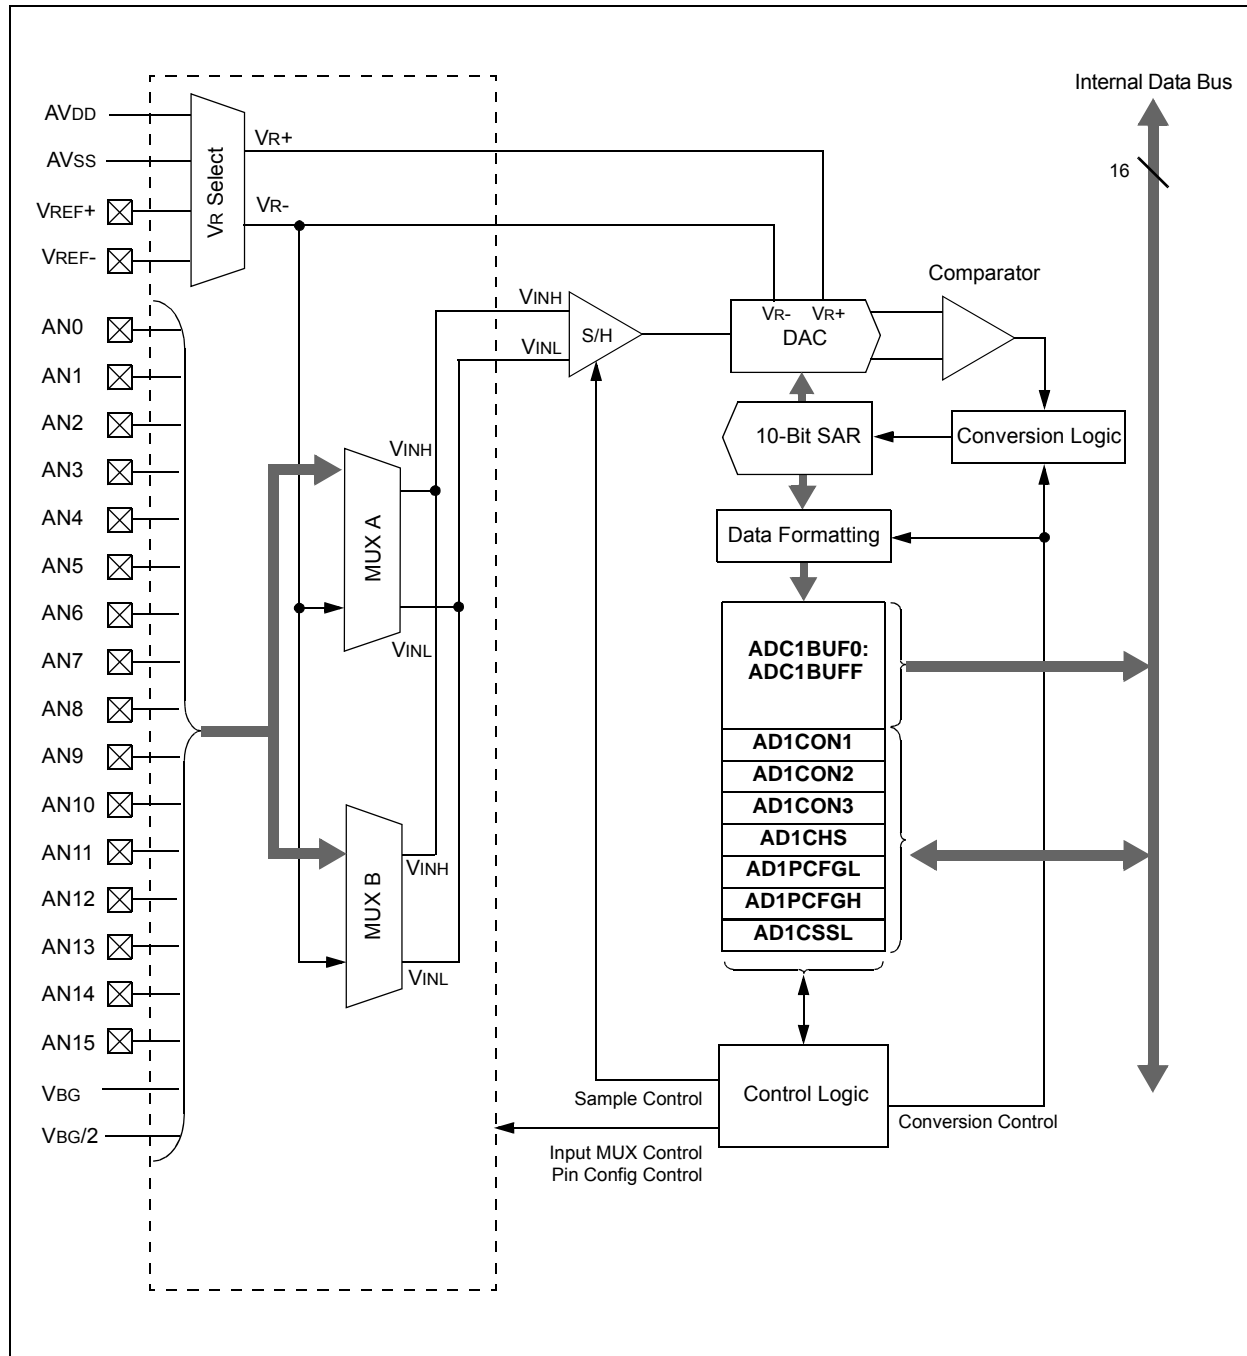 Internal Data Bus
16
AVDD
AVSS
VREF+
VREF-
VR Select
VR+
VR-
AN0
AN1
AN2
AN3
AN4
AN5
AN6
AN7
AN8
AN9
AN10
AN11
AN12
AN13
AN14
AN15
VBG
VBG/2
MUX A
VINH
VINL
MUX B
VINH
VINL
VINH
VINL
S/H
VR- VR+
DAC
Comparator
10-Bit SAR
Conversion Logic
Data Formatting
ADC1BUF0:
ADC1BUFF
AD1CON1
AD1CON2
AD1CON3
AD1CHS
AD1PCFGL
AD1PCFGH
AD1CSSL
Control Logic
Sample Control
Conversion Control
Input MUX Control
Pin Config Control